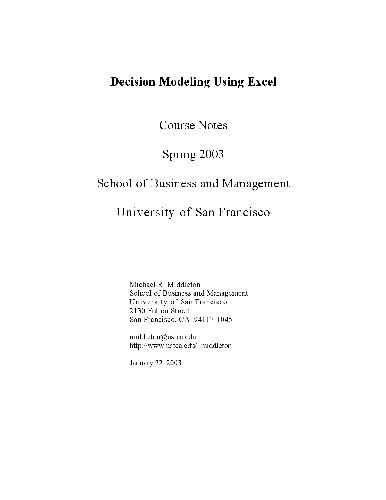 Decision Modeling Using Excel
Course Notes
Spring 2003
School of Business and Management
University of San Francisco
Michael R. Middleton
School of Business and Management
University of San Francisco
2130 Fulton Street
San Francisco, CA 94117-1045
middleton@usfca.edu
http://www.usfca.edu/~middleton
January 22, 2003